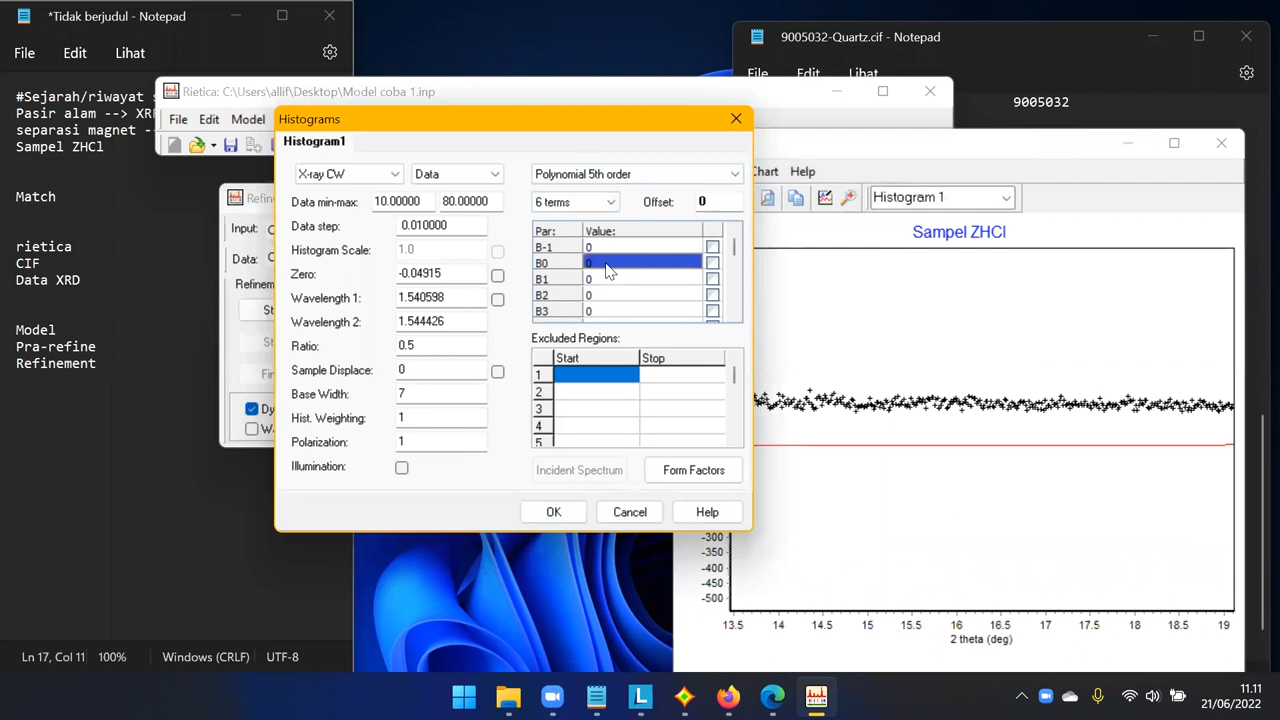 *Tidak berjudul - Notepad
File Edit Lihat
#Sejarah/riwayat
Pasir alam --> XR
separasi magnet --
Sampel ZHCl
Match
rietica
CIF
Data XRD
Model
Pra-refine
Refinement
Ln 17, Col 11 100% Windows (CRLF) UTF-8
9005032-Quartz.cif - Notepad
File Edit Lihat
9005032
Rietica: C:\Users\allif\Desktop\Model coba 1.inp
File Edit Model
Input:
Data:
Histograms
Histogram1
X-ray CW Data Polynomial 5th order
Data min-max: 10.00000 80.00000 6 terms Offset: 0
Data step: 0.010000
Histogram Scale: 1.0
Zero: -0.04915
Wavelength 1: 1.540598
Wavelength 2: 1.544426
Ratio: 0.5
Sample Displace: 0
Base Width: 7
Hist. Weighting: 1
Polarization: 1
Illumination:
Par: Value:
B-1 0
B0 0
B1 0
B2 0
B3 0
Excluded Regions:
Start Stop
1
2
3
4
5
Incident Spectrum Form Factors
OK Cancel Help
Chart Window Help
Histogram 1
Sampel ZHCl
-300
-350
-400
-450
-500
13.5 14 14.5 15 15.5 16 16.5 17 17.5 18 18.5 19
2 theta (deg)
11.11
21/06/2022